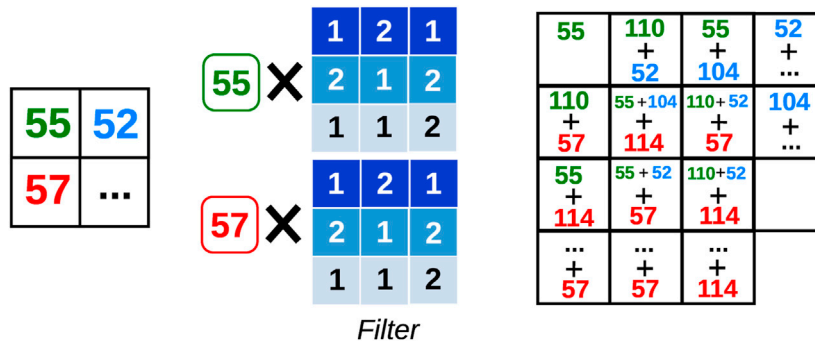 55 52
57 ...
55 ×
1 2 1
2 1 2
1 1 2
57 ×
1 2 1
2 1 2
1 1 2
Filter
55 110 55 52
+ + +
52 104 ...
110 55+104 110+52 104
+ + + +
57 114 57 ...
55 55+52 110+52
+ + +
114 57 114
... ... ...
+ + +
57 57 114